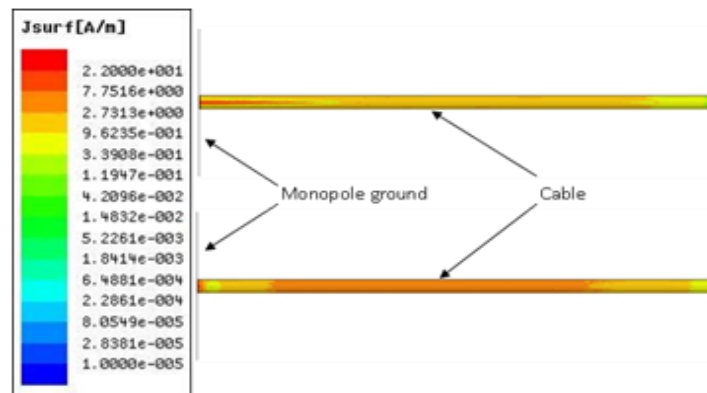 Jsurf[A/m]
2.2000e+001
7.7516e+000
2.7313e+000
9.6235e-001
3.3908e-001
1.1947e-001
4.2096e-002
1.4832e-002
5.2261e-003
1.8414e-003
6.4881e-004
2.2861e-004
8.0549e-005
2.8381e-005
1.0000e-005
Monopole ground
Cable